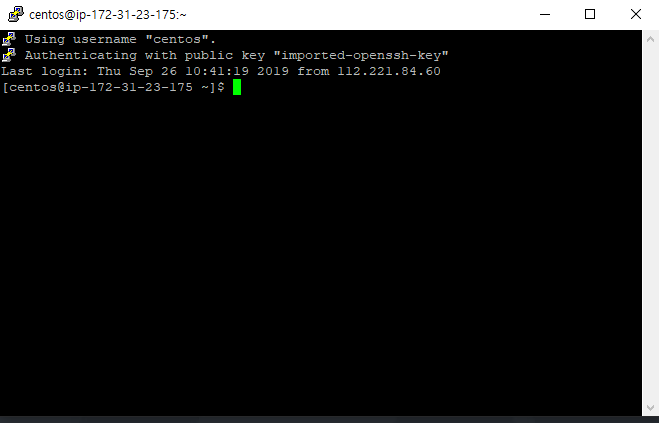 centos@ip-172-31-23-175:~
Using username "centos".
Authenticating with public key "imported-openssh-key"
Last login: Thu Sep 26 10:41:19 2019 from 112.221.84.60
[centos@ip-172-31-23-175 ~]$